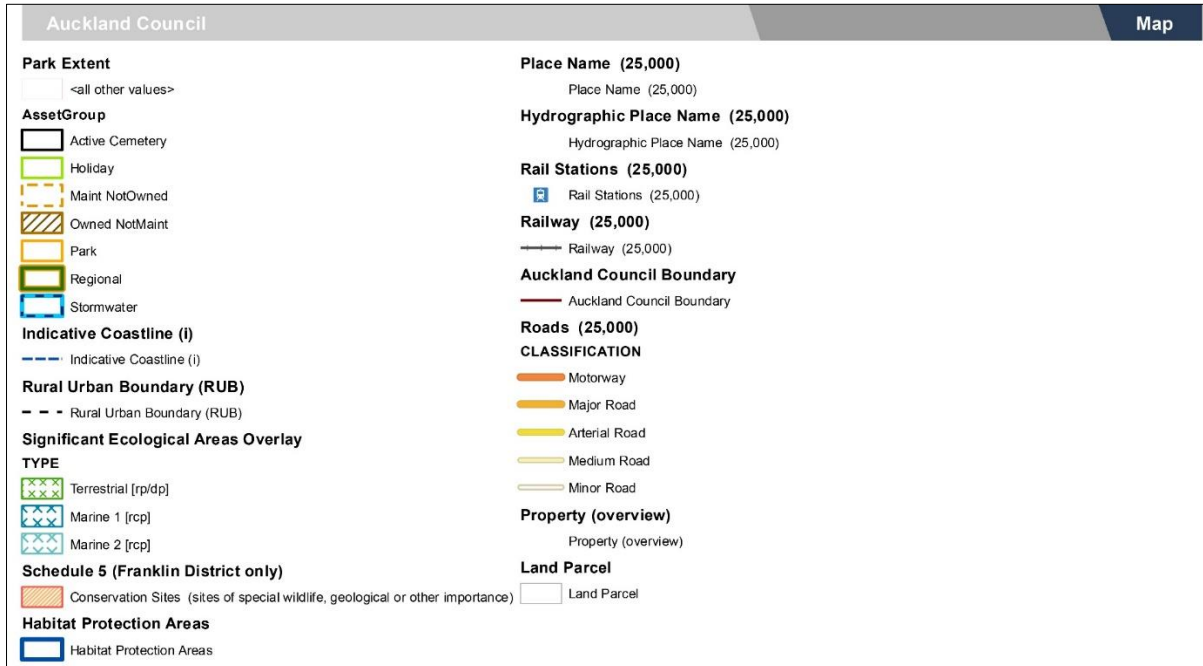 Auckland Council
Map
Park Extent
<all other values>
AssetGroup
Active Cemetery
Holiday
Maint NotOwned
Owned NotMaint
Park
Regional
Stormwater
Indicative Coastline (i)
Indicative Coastline (i)
Rural Urban Boundary (RUB)
Rural Urban Boundary (RUB)
Significant Ecological Areas Overlay
TYPE
Terrestrial [rp/dp]
Marine 1 [rcp]
Marine 2 [rcp]
Schedule 5 (Franklin District only)
Conservation Sites (sites of special wildlife, geological or other importance)
Habitat Protection Areas
Habitat Protection Areas
Place Name (25,000)
Place Name (25,000)
Hydrographic Place Name (25,000)
Hydrographic Place Name (25,000)
Rail Stations (25,000)
Rail Stations (25,000)
Railway (25,000)
Railway (25,000)
Auckland Council Boundary
Auckland Council Boundary
Roads (25,000)
CLASSIFICATION
Motorway
Major Road
Arterial Road
Medium Road
Minor Road
Property (overview)
Property (overview)
Land Parcel
Land Parcel